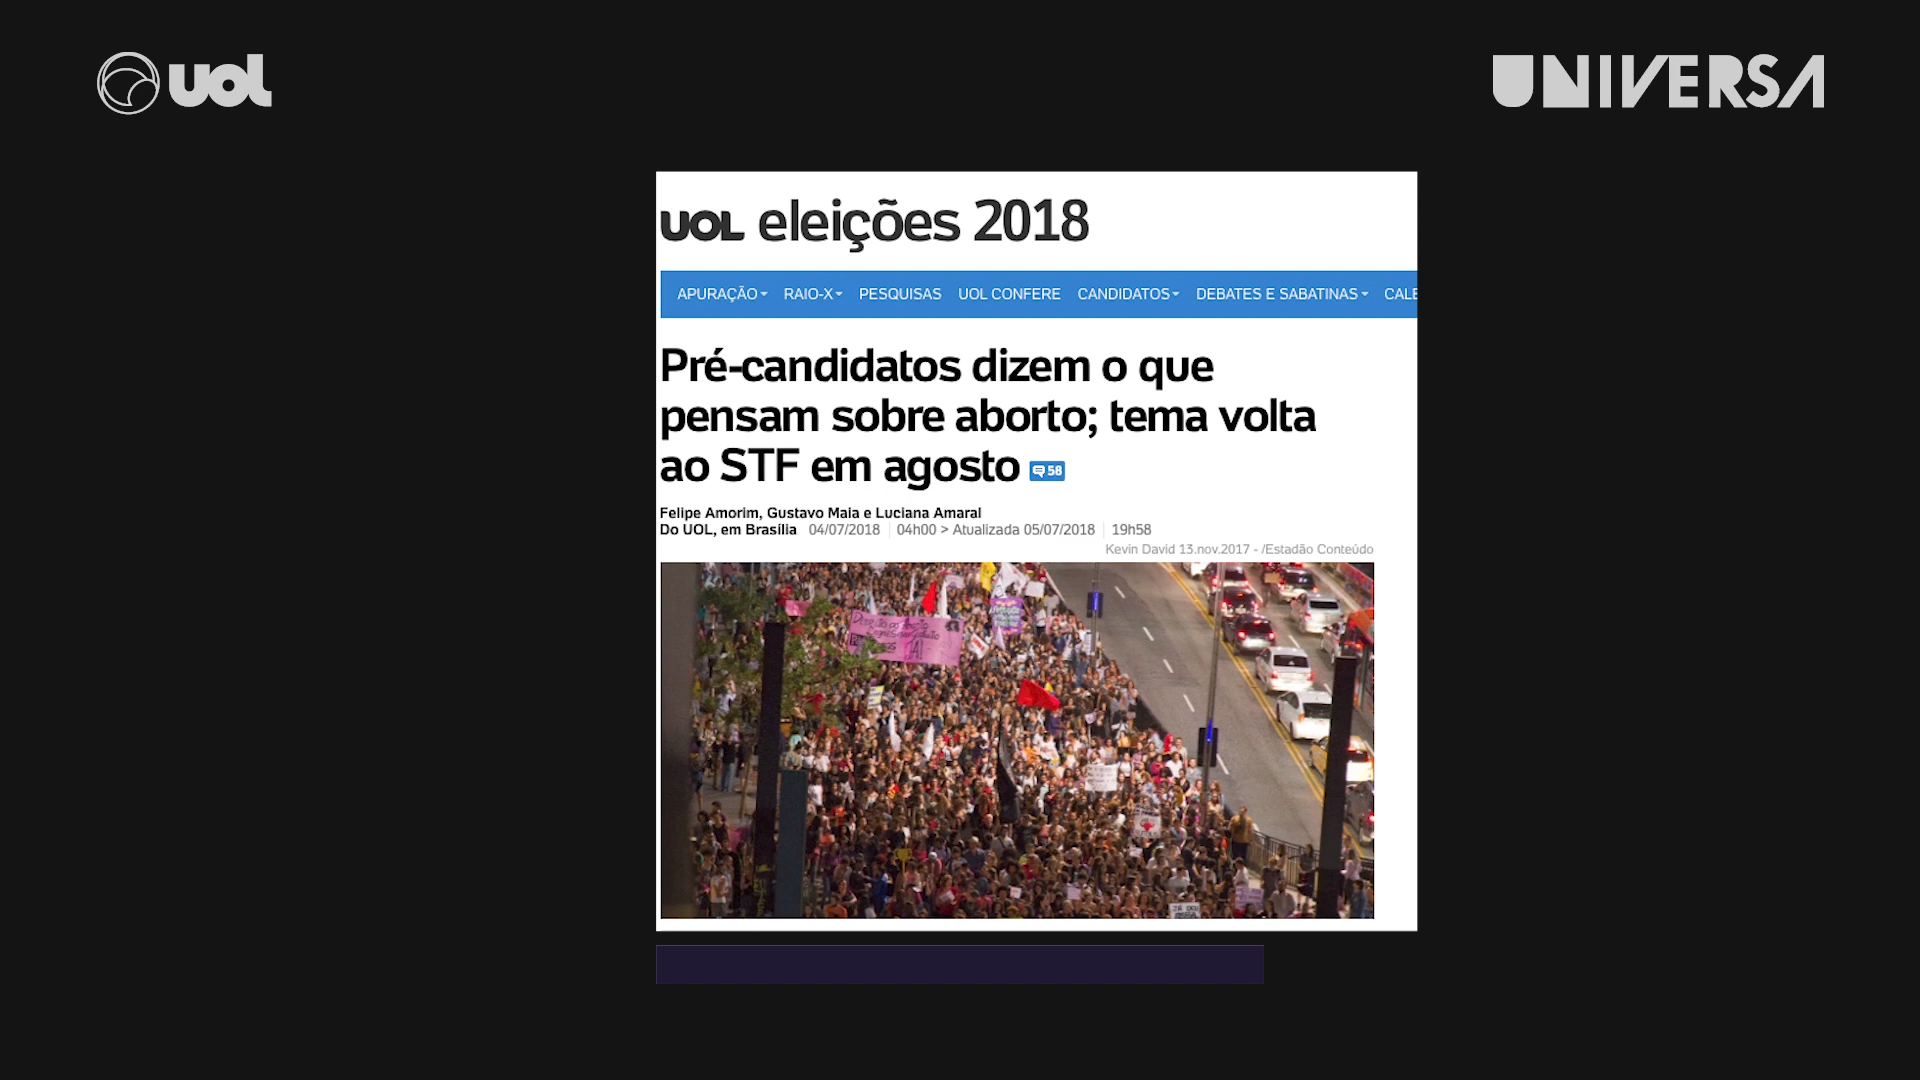 uol
UNIVERSA
UOL eleições 2018
APURAÇÃO RAIO-X PESQUISAS UOL CONFERE CANDIDATOS DEBATES E SABATINAS CALE
Pré-candidatos dizem o que
pensam sobre aborto; tema volta
ao STF em agosto 58
Felipe Amorim, Gustavo Maia e Luciana Amaral
Do UOL, em Brasília 04/07/2018 04h00 > Atualizada 05/07/2018 19h58
Kevin David 13.nov.2017 - /Estadão Conteúdo
JÁ!